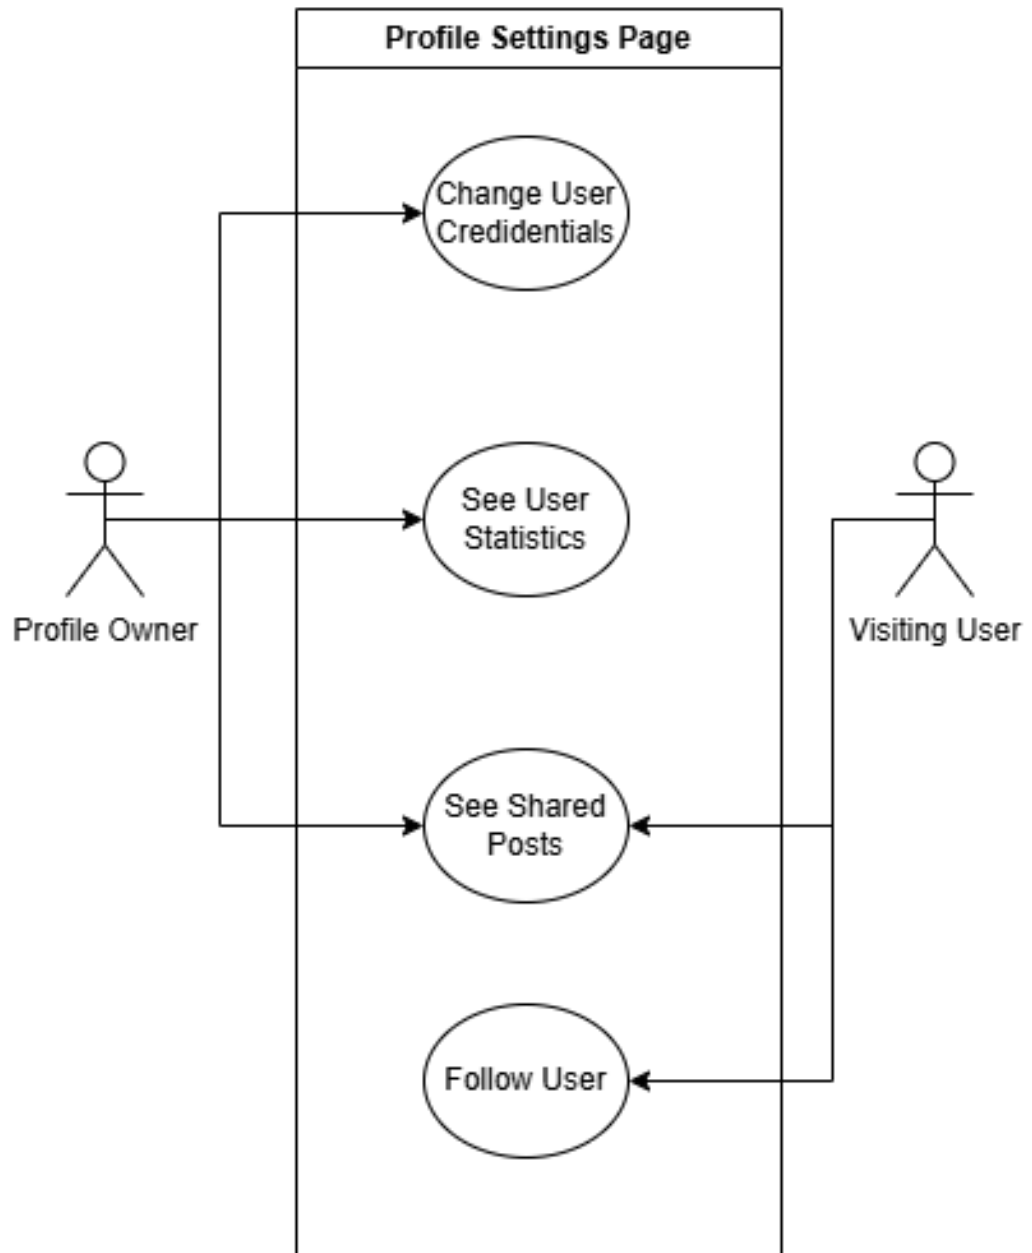 Profile Settings Page
Change User
Credidentials
See User
Statistics
Profile Owner
Visiting User
See Shared
Posts
Follow User